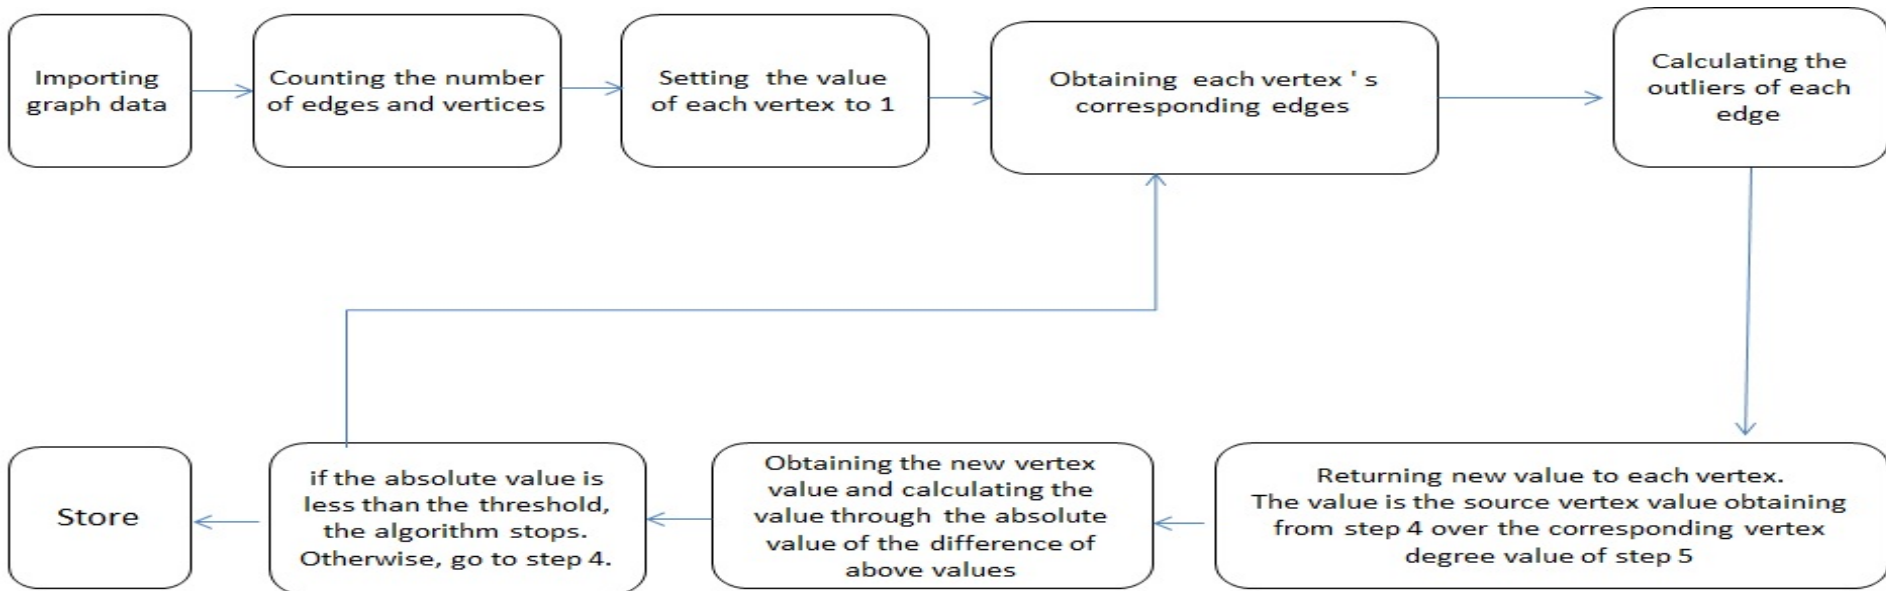 Importing
graph data
Counting the number
of edges and vertices
Setting the value
of each vertex to 1
Obtaining each vertex ' s
corresponding edges
Calculating the
outliers of each
edge
Returning new value to each vertex.
The value is the source vertex value obtaining
from step 4 over the corresponding vertex
degree value of step 5
Obtaining the new vertex
value and calculating the
value through the absolute
value of the difference of
above values
if the absolute value is
less than the threshold,
the algorithm stops.
Otherwise, go to step 4.
Store